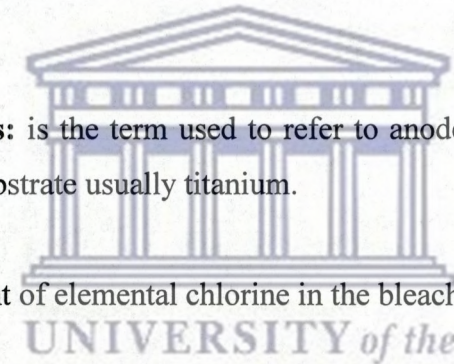 s: is the term used to refer to anode
ostrate usually titanium.
t of elemental chlorine in the bleach
UNIVERSITY of the